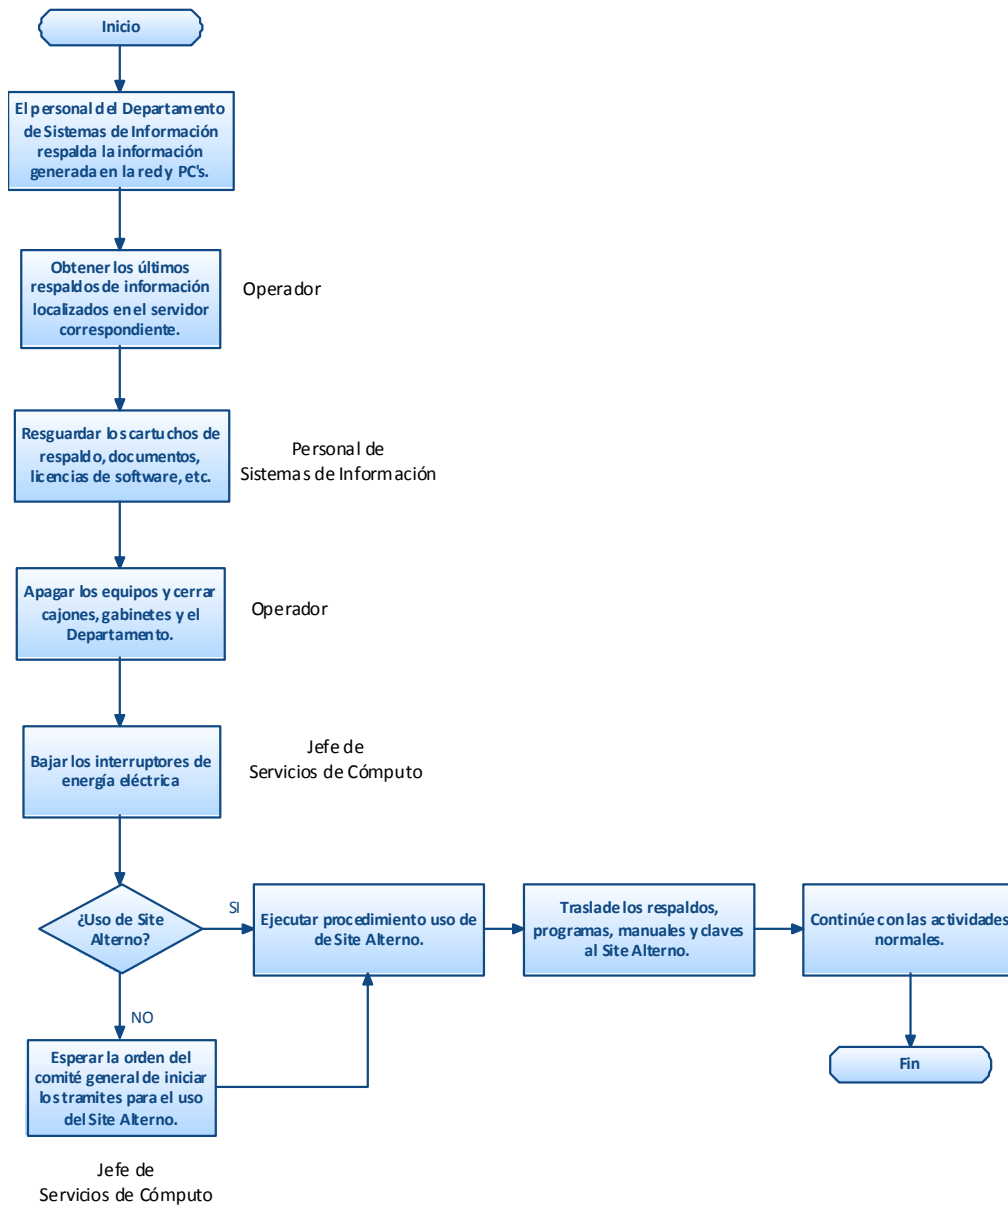 Inicio
El personal del Departamento
de Sistemas de Información
respalda la información
generada en la red y PC's.
Obtener los últimos
respaldos de información
localizados en el servidor
correspondiente.
Operador
Resguardar los cartuchos de
respaldo, documentos,
licencias de software, etc.
Personal de
Sistemas de Información
Apagar los equipos y cerrar
cajones, gabinetes y el
Departamento.
Operador
Bajar los interruptores de
energía eléctrica
Jefe de
Servicios de Cómputo
¿Uso de Site
Alterno?
SI
Ejecutar procedimiento uso de
de Site Alterno.
Traslade los respaldos,
programas, manuales y claves
al Site Alterno.
Continúe con las actividades
normales.
NO
Esperar la orden del
comité general de iniciar
los tramites para el uso
del Site Alterno.
Fin
Jefe de
Servicios de Cómputo